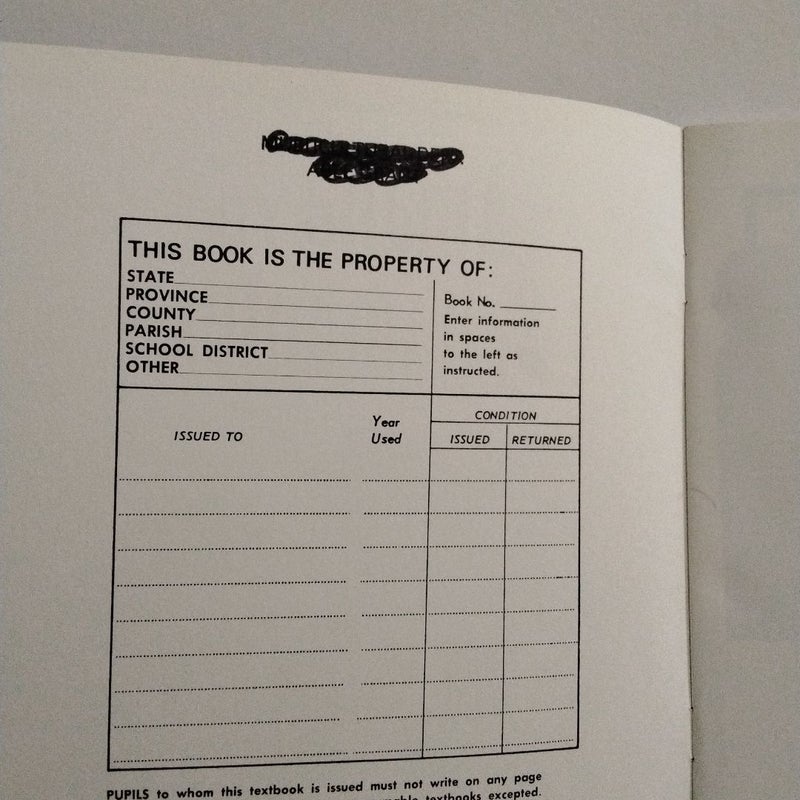 THIS BOOK IS THE PROPERTY OF:
STATE
PROVINCE
COUNTY
PARISH
SCHOOL DISTRICT
OTHER
Book No.
Enter information
in spaces
to the left as
instructed.
ISSUED TO
Year
Used
CONDITION
ISSUED
RETURNED
PUPILS to whom this textbook is issued must not write on any page
textbooks excepted.